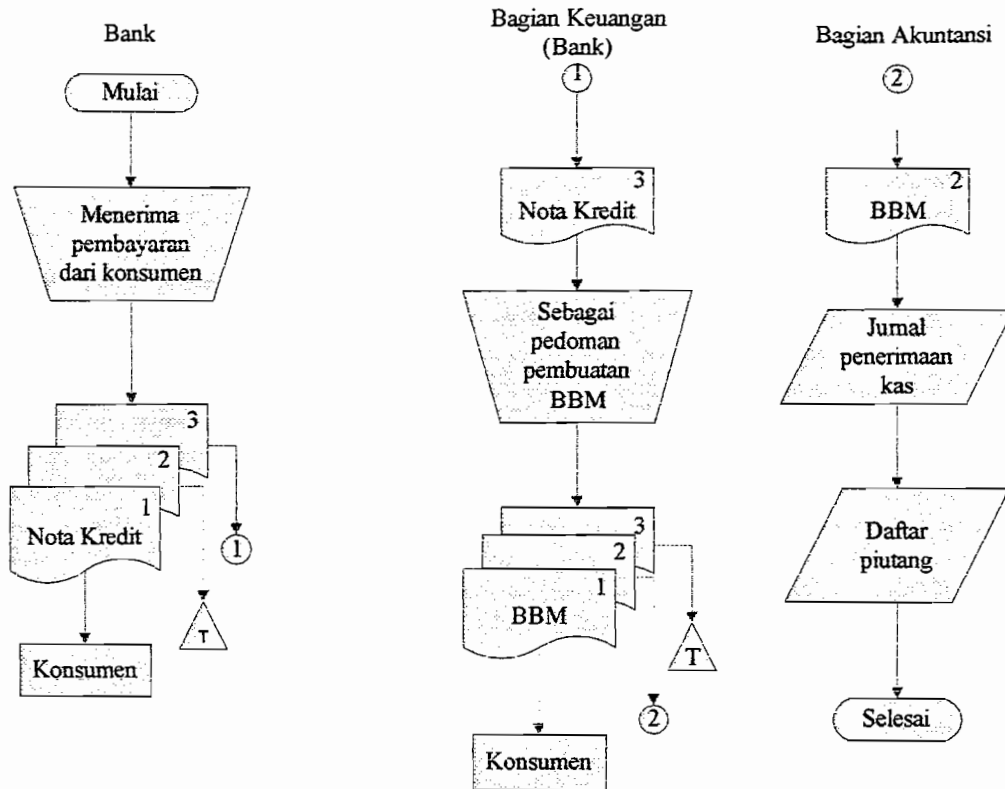 Bank
Mulai
Menerima
pembayaran
dari konsumen
3
2
1
Nota Kredit
1
T
Konsumen
Bagian Keuangan
(Bank)
1
3
Nota Kredit
Sebagai
pedoman
pembuatan
BBM
3
2
1
BBM
T
2
Konsumen
Bagian Akuntansi
2
2
BBM
Jurnal
penerimaan
kas
Daftar
piutang
Selesai